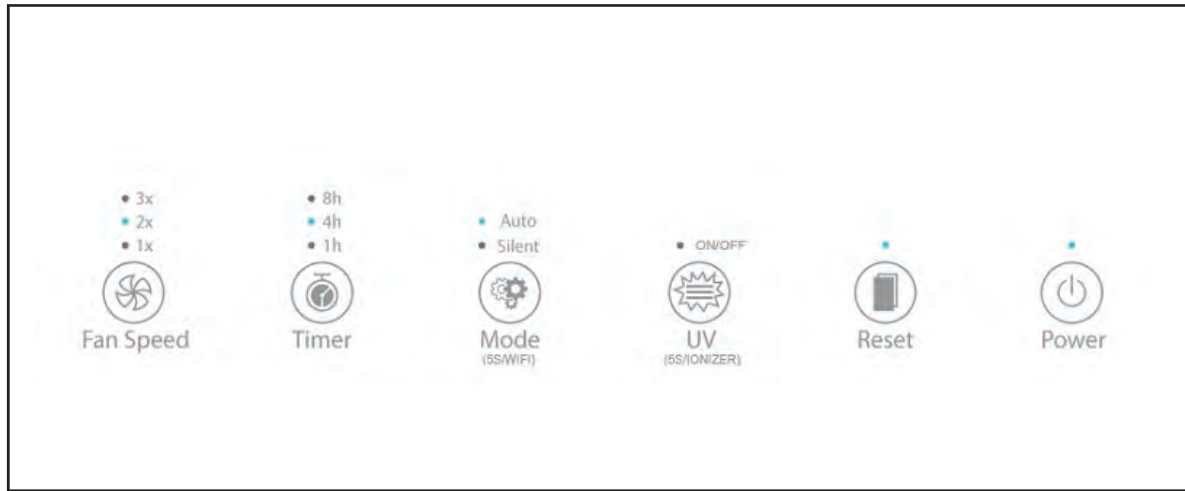 3x
2x
1x
Fan Speed
8h
4h
1h
Timer
Auto
Silent
Mode
(5S/WIFI)
ON/OFF
UV
(5S/IONIZER)
Reset
Power